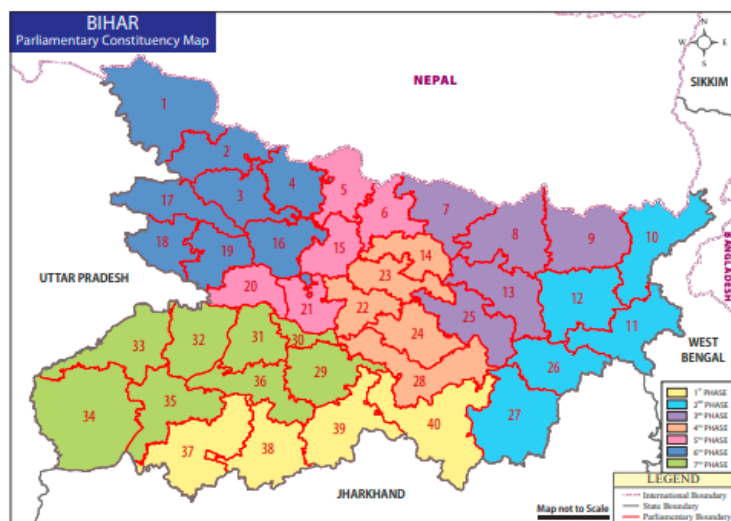 BIHAR
Parliamentary Constituency Map
N
W E
S
NEPAL
SIKKIM
1
2
3
4
5
6
7
8
9
10
17
18
19
16
15
14
23
13
12
11
BANGLADESH
UTTAR PRADESH
20
21
22
25
24
WEST
BENGAL
33
32
31
30
29
36
28
26
27
34
35
37
38
39
40
1ST PHASE
2nd PHASE
3rd PHASE
4th PHASE
5th PHASE
6th PHASE
7th PHASE
JHARKHAND
Map not to Scale
LEGEND
International Boundary
State Boundary
Parliamentary Boundary